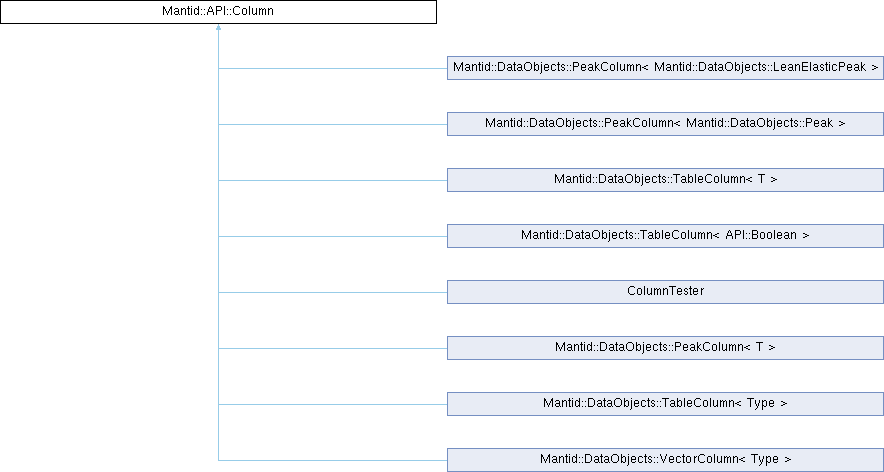 Mantid::API::Column
Mantid::DataObjects::PeakColumn< Mantid::DataObjects::LeanElasticPeak >
Mantid::DataObjects::PeakColumn< Mantid::DataObjects::Peak >
Mantid::DataObjects::TableColumn< T >
Mantid::DataObjects::TableColumn< API::Boolean >
ColumnTester
Mantid::DataObjects::PeakColumn< T >
Mantid::DataObjects::TableColumn< Type >
Mantid::DataObjects::VectorColumn< Type >